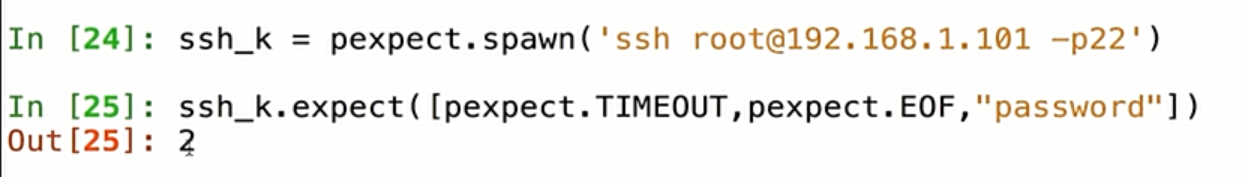 In [24]: ssh_k = pexpect.spawn('ssh root@192.168.1.101 -p22')
In [25]: ssh_k.expect([pexpect.TIMEOUT,pexpect.EOF,"password"])
Out[25]: 2